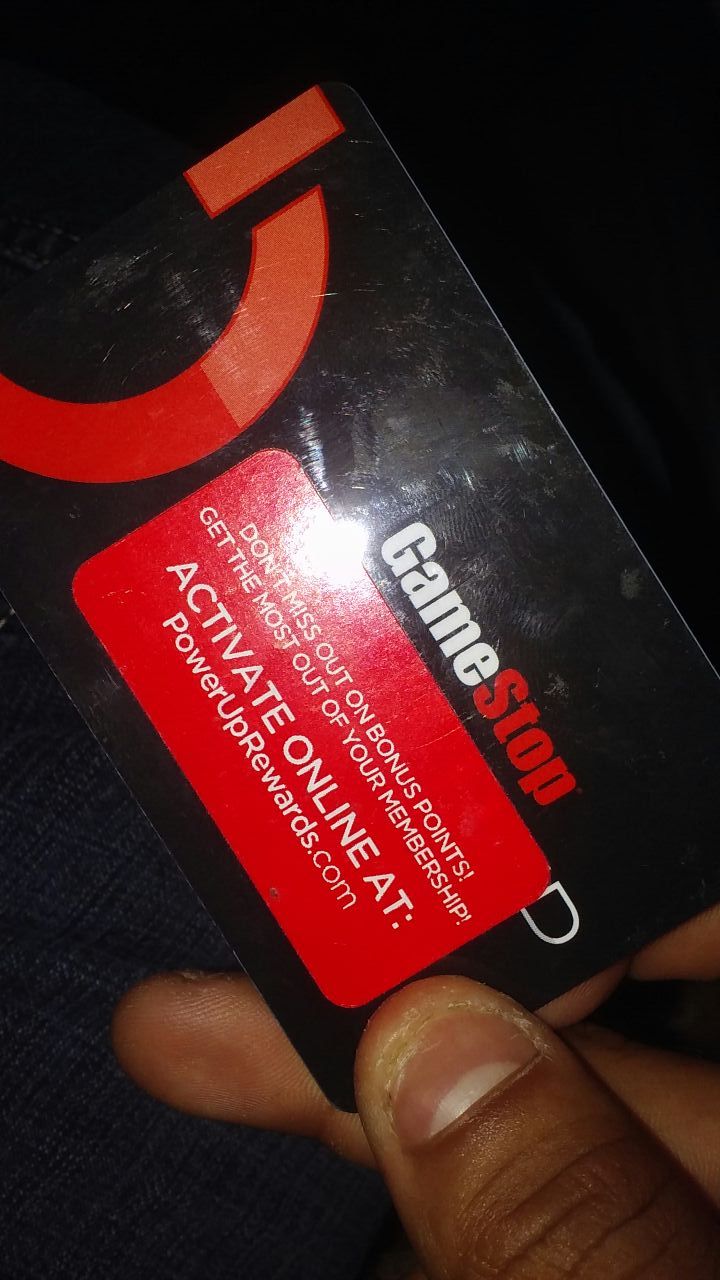 GameStop
DON'T MISS OUT ON BONUS POINTS!
GET THE MOST OUT OF YOUR MEMBERSHIP!
ACTIVATE ONLINE AT:
PowerUpRewards.com